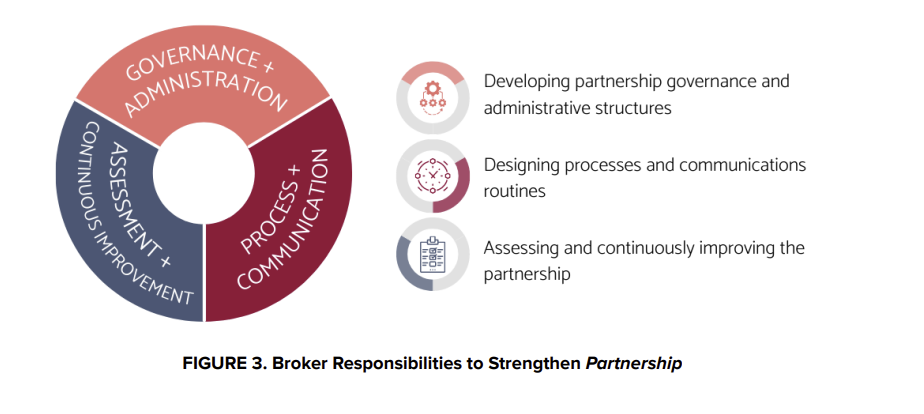 GOVERNANCE +
ADMINISTRATION
PROCESS +
COMMUNICATION
ASSESSMENT +
CONTINUOUS IMPROVEMENT
Developing partnership governance and
administrative structures
Designing processes and communications
routines
Assessing and continuously improving the
partnership
FIGURE 3. Broker Responsibilities to Strengthen Partnership